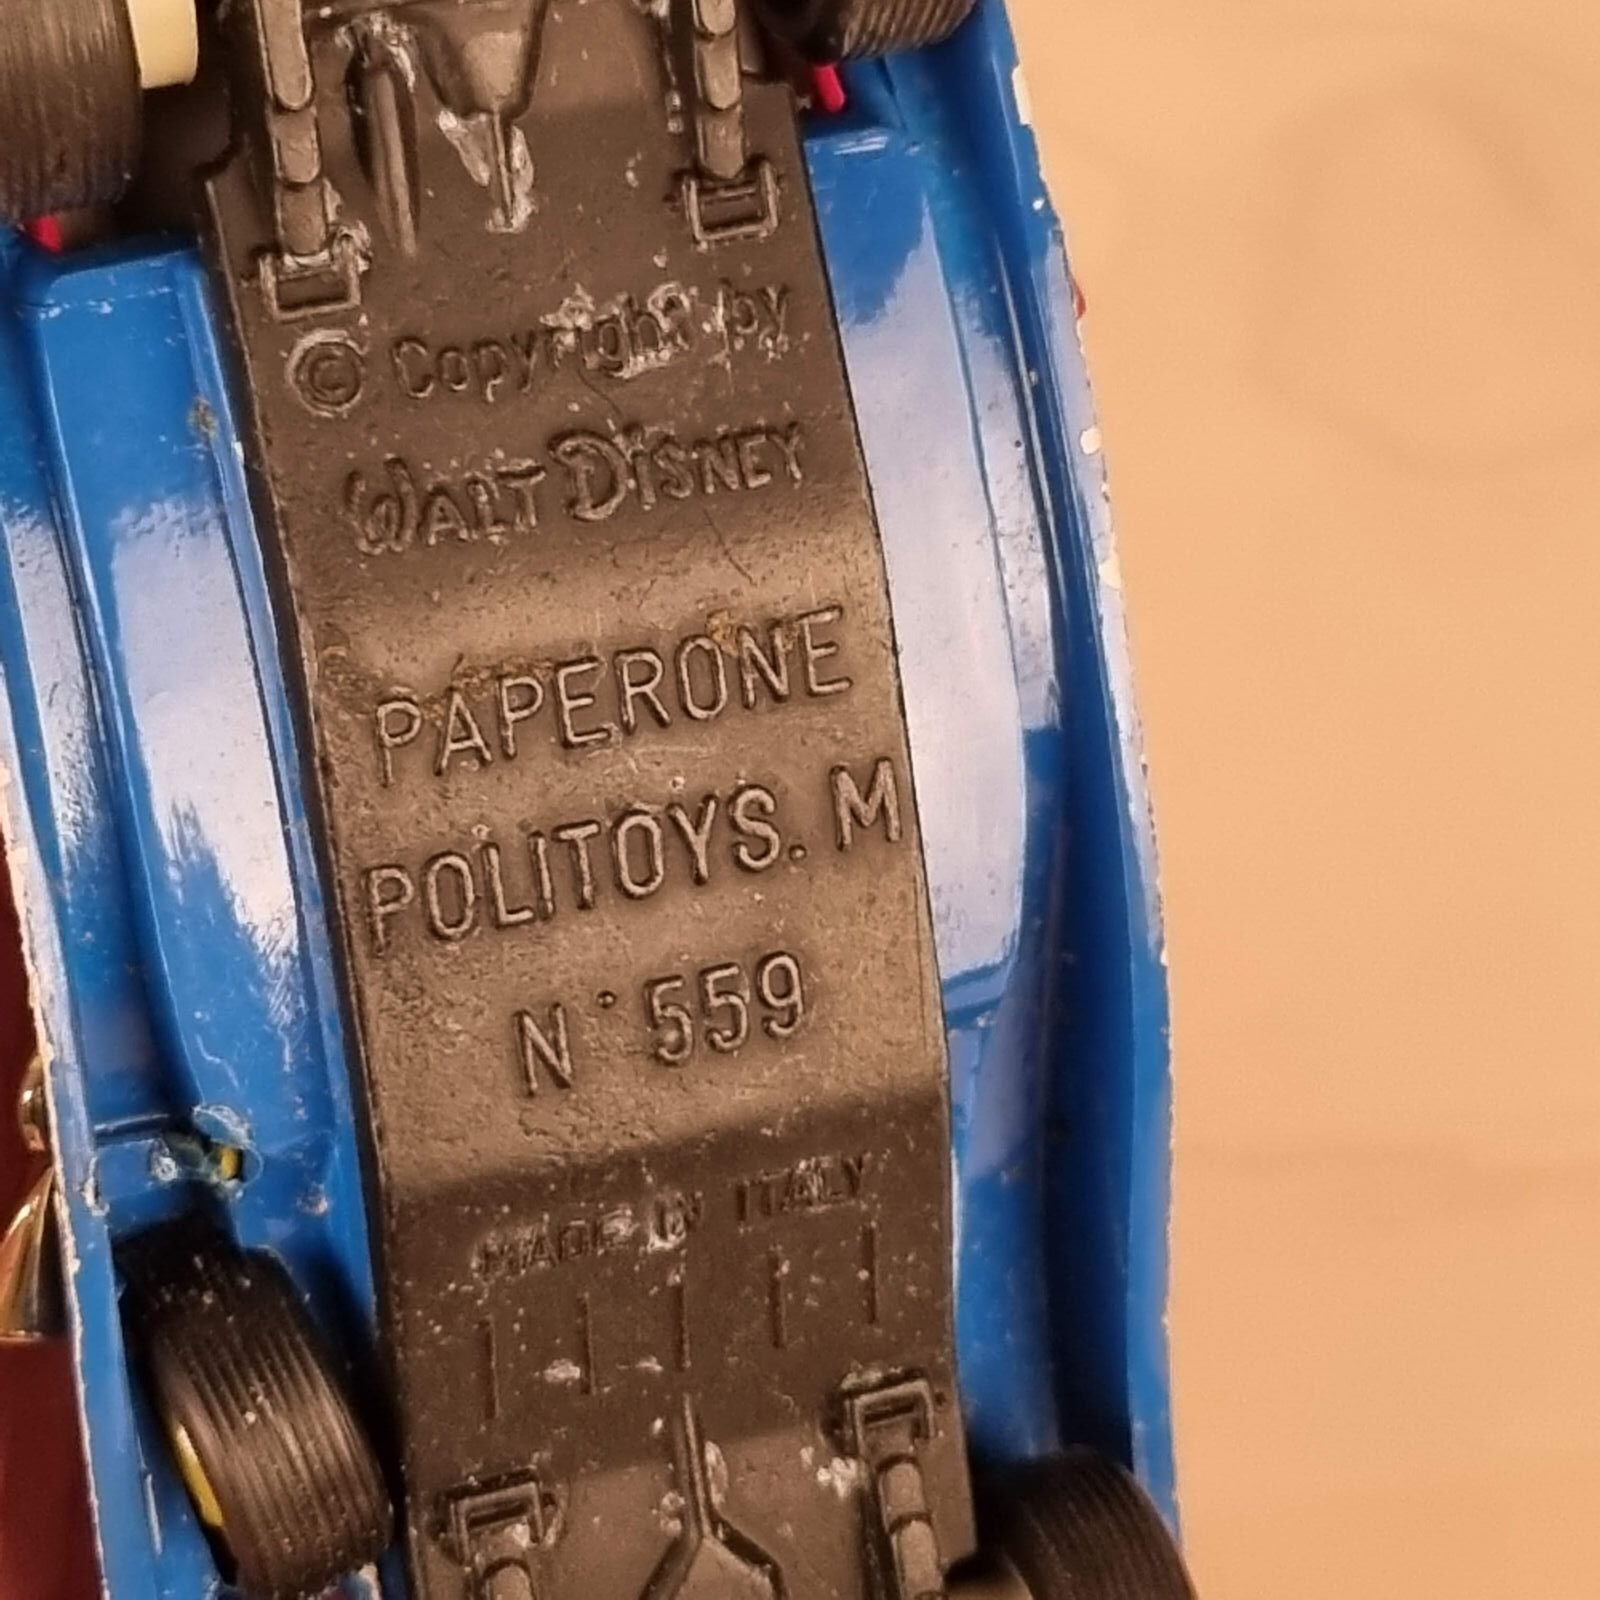 © Copyright by
WALT DISNEY
PAPERONE
POLITOYS. M
N° 559
MADE IN ITALY